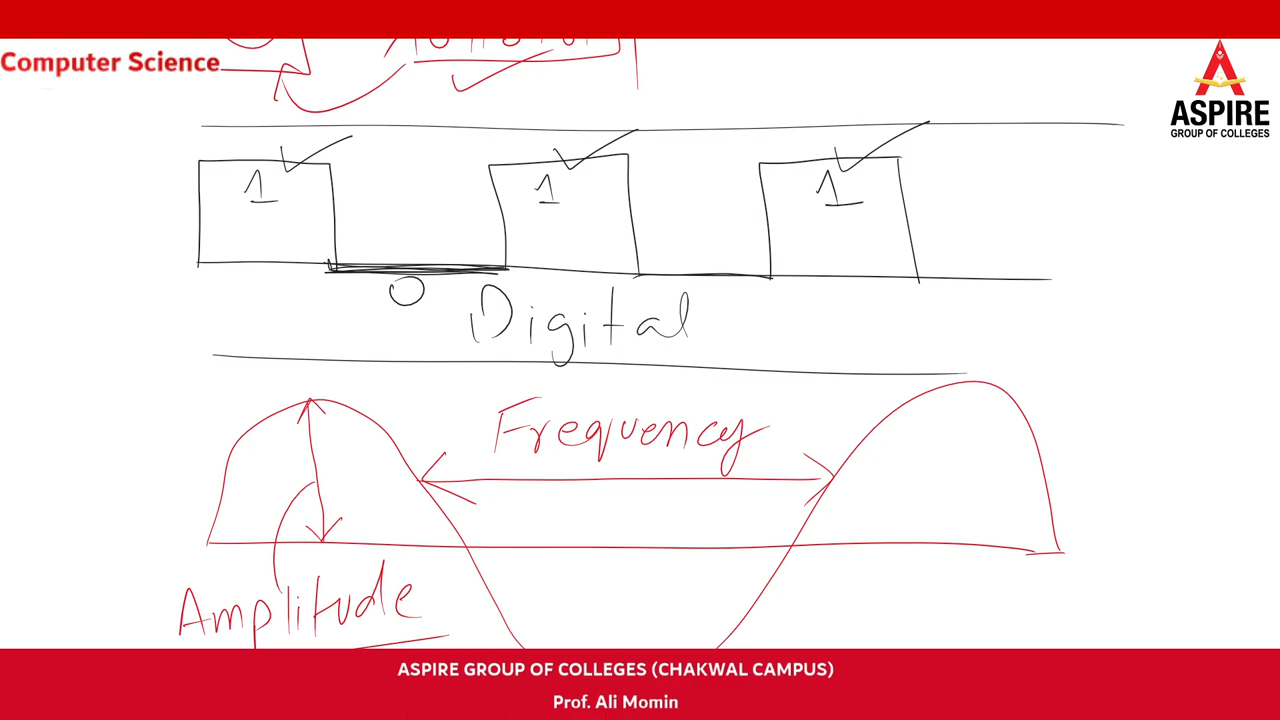 Computer Science
ASPIRE
GROUP OF COLLEGES
1 1 1
0
Digital
Frequency
Amplitude
ASPIRE GROUP OF COLLEGES (CHAKWAL CAMPUS)
Prof. Ali Momin